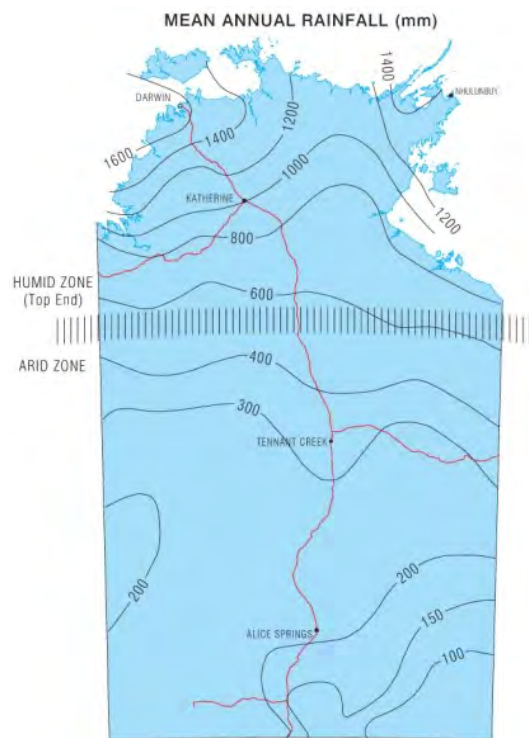 MEAN ANNUAL RAINFALL (mm)
1400
NHULUNBUY
DARWIN
1200
1400
1600
1000
KATHERINE
1200
800
HUMID ZONE
(Top End)
600
ARID ZONE
400
300
TENNANT CREEK
200
200
150
ALICE SPRINGS
100